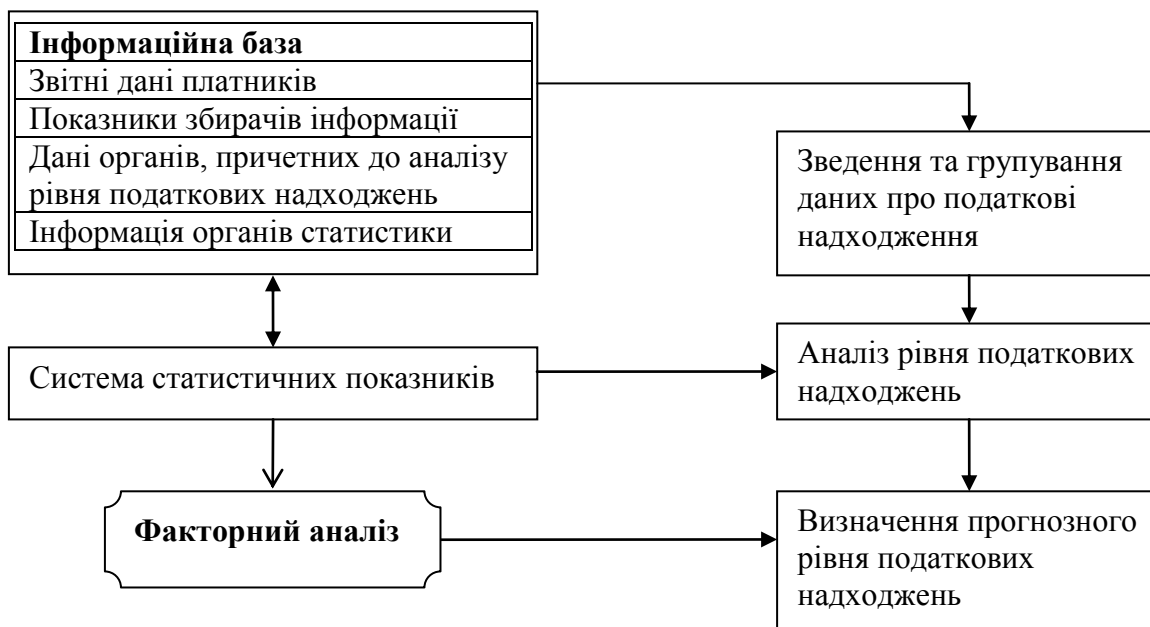 Інформаційна база
Звітні дані платників
Показники збирачів інформації
Дані органів, причетних до аналізу
рівня податкових надходжень
Інформація органів статистики
Зведення та групування
даних про податкові
надходження
Система статистичних показників
Аналіз рівня податкових
надходжень
Факторний аналіз
Визначення прогнозного
рівня податкових
надходжень